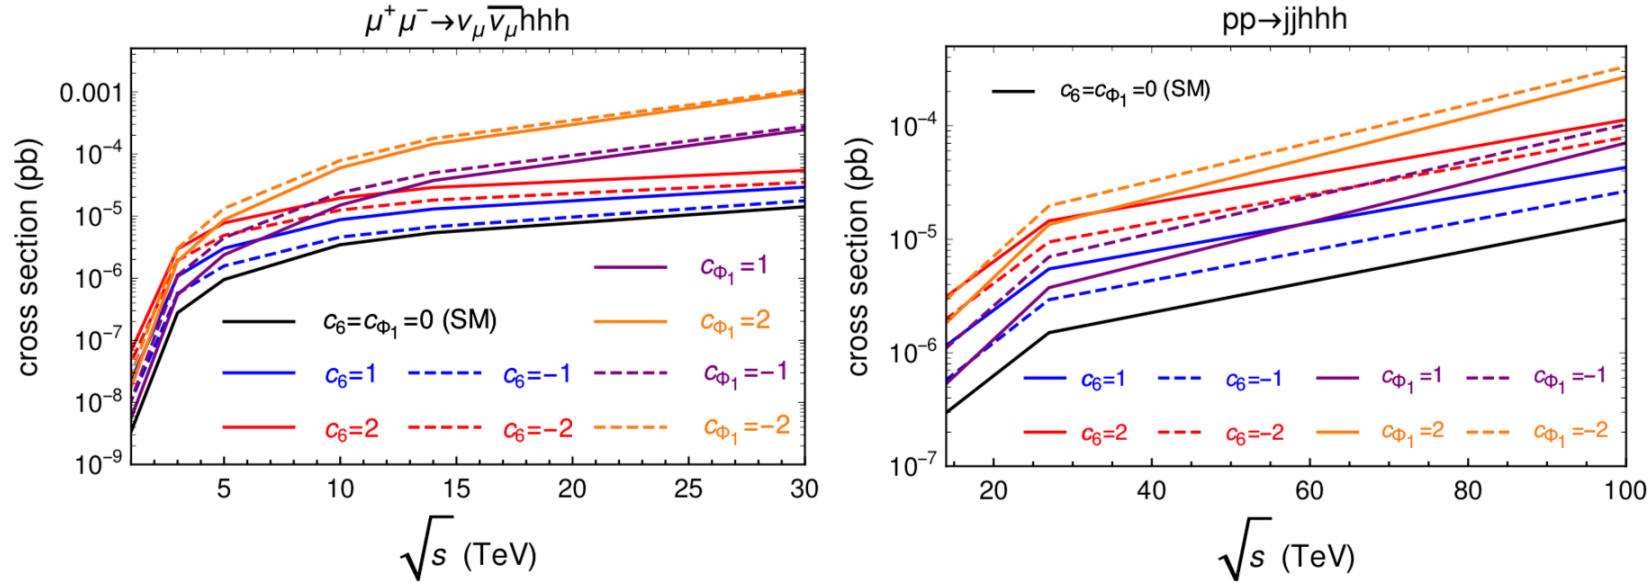 μ⁺μ⁻→ν_μ ν̅_μ̅hhh
cross section (pb)
0.001
10⁻⁴
10⁻⁵
10⁻⁶
10⁻⁷
10⁻⁸
10⁻⁹
c_Φ₁=1
c₆=c_Φ₁=0 (SM)
c_Φ₁=2
c₆=1
c₆=−1
c_Φ₁=−1
c₆=2
c₆=−2
c_Φ₁=−2
5 10 15 20 25 30
√s (TeV)
pp→jjhhh
cross section (pb)
c₆=c_Φ₁=0 (SM)
10⁻⁴
10⁻⁵
10⁻⁶
10⁻⁷
c₆=1
c₆=−1
c_Φ₁=1
c_Φ₁=−1
c₆=2
c₆=−2
c_Φ₁=2
c_Φ₁=−2
20 40 60 80 100
√s (TeV)